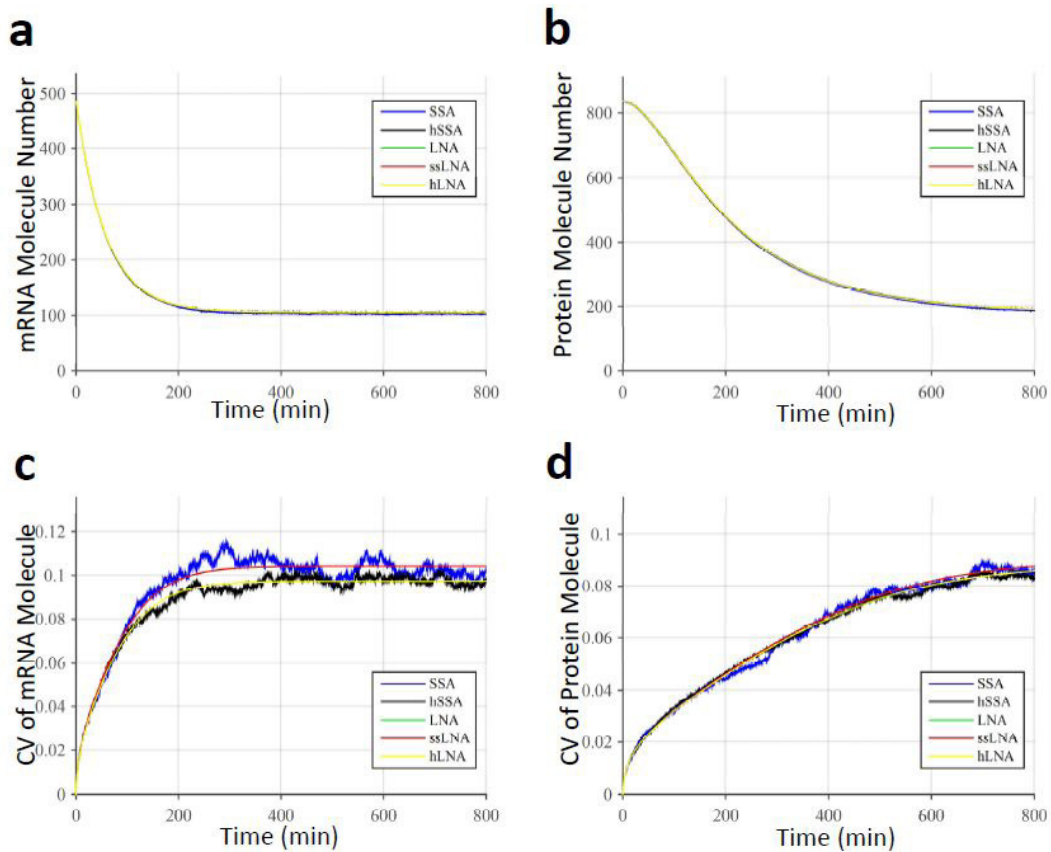 a
mRNA Molecule Number
500
400
300
200
100
0
0 200 400 600 800
Time (min)
SSA
hSSA
LNA
ssLNA
hLNA
b
Protein Molecule Number
800
600
400
200
0
0 200 400 600 800
Time (min)
SSA
hSSA
LNA
ssLNA
hLNA
c
CV of mRNA Molecule
0.12
0.1
0.08
0.06
0.04
0.02
0
0 200 400 600 800
Time (min)
SSA
hSSA
LNA
ssLNA
hLNA
d
CV of Protein Molecule
0.1
0.08
0.06
0.04
0.02
0
0 200 400 600 800
Time (min)
SSA
hSSA
LNA
ssLNA
hLNA